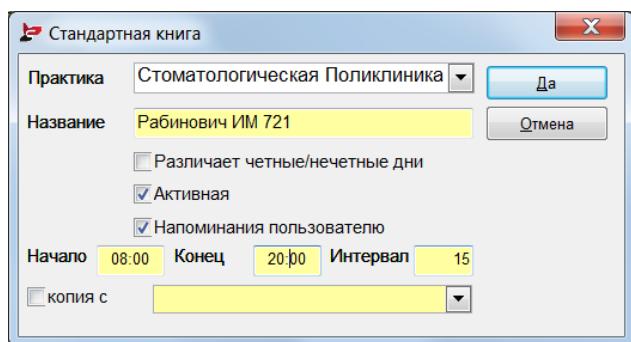 Стандартная книга
Практика Стоматологическая Поликлиника Да
Название Рабинович ИМ 721 Отмена
Различает четные/нечетные дни
Активная
Напоминания пользователю
Начало 08:00 Конец 20:00 Интервал 15
копия с